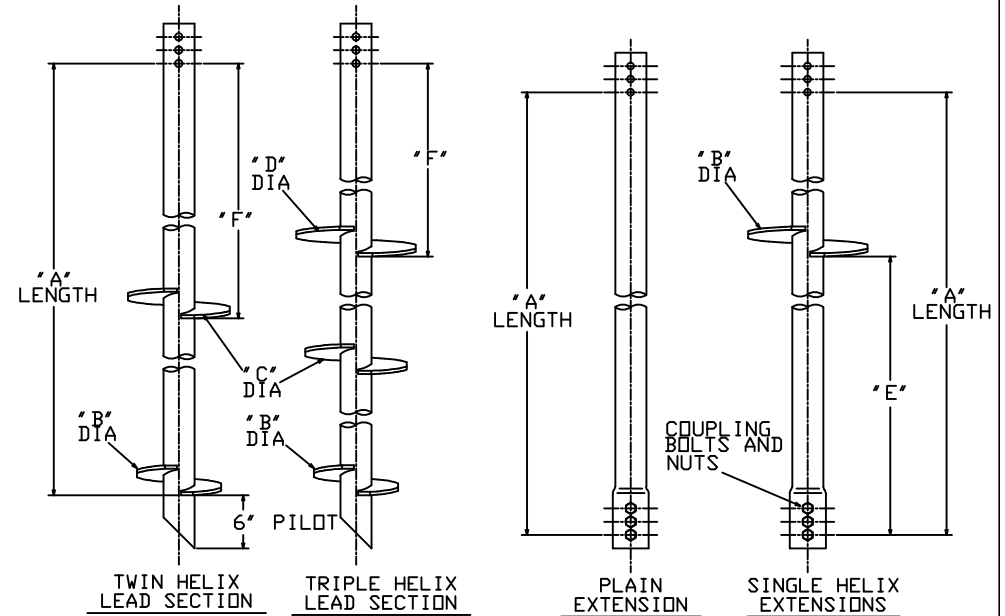 "D"
DIA
"F"
"F"
"B"
DIA
"A"
LENGTH
"A"
LENGTH
"A"
LENGTH
"C"
DIA
"E"
"B"
DIA
"B"
DIA
COUPLING
BOLTS AND
NUTS
6" PILOT
TWIN HELIX
LEAD SECTION
TRIPLE HELIX
LEAD SECTION
PLAIN
EXTENSION
SINGLE HELIX
EXTENSIONS